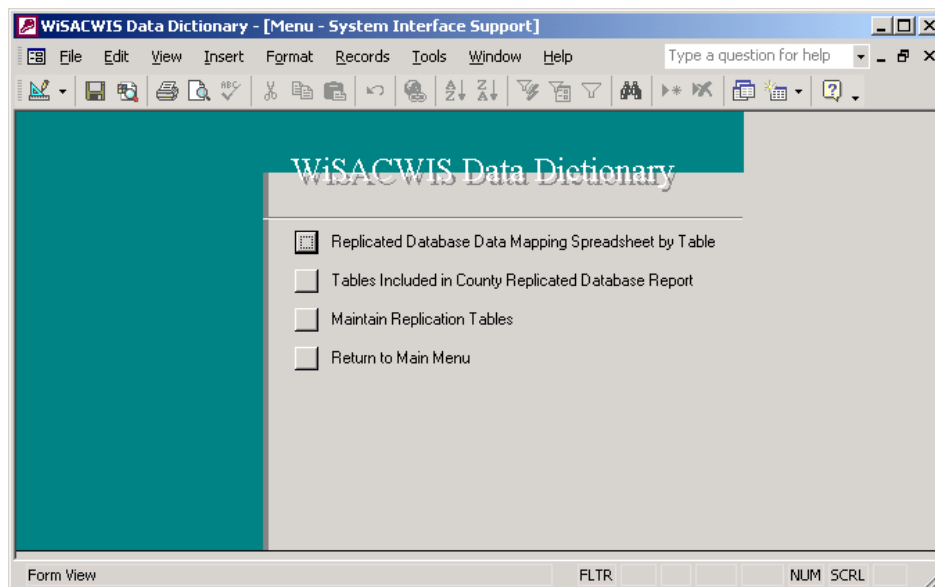 WiSACWIS Data Dictionary - [Menu - System Interface Support]
File Edit View Insert Format Records Tools Window Help Type a question for help
WiSACWIS Data Dictionary
Replicated Database Data Mapping Spreadsheet by Table
Tables Included in County Replicated Database Report
Maintain Replication Tables
Return to Main Menu
Form View FLTR NUM SCRL